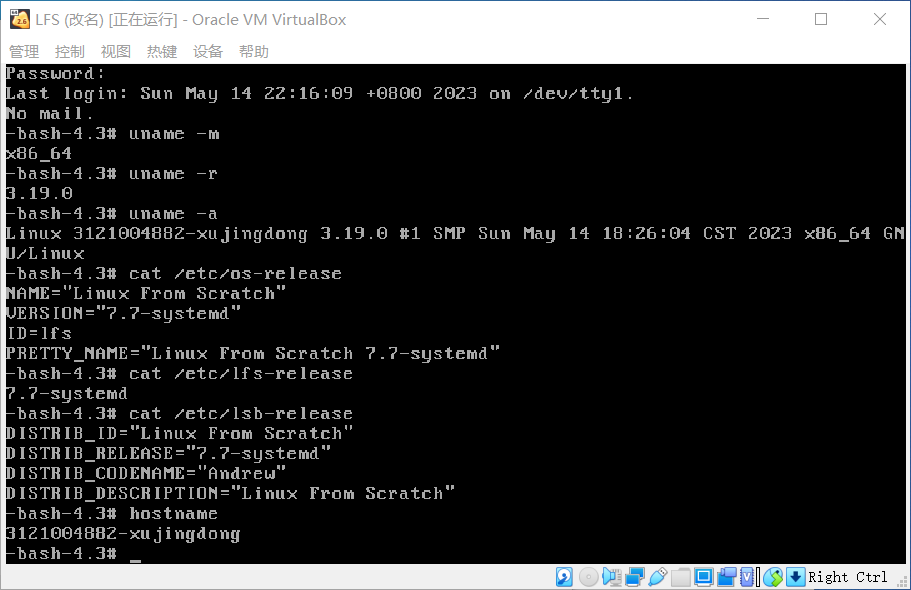 LFS (改名) [正在运行] - Oracle VM VirtualBox
管理 控制 视图 热键 设备 帮助
Password:
Last login: Sun May 14 22:16:09 +0800 2023 on /dev/tty1.
No mail.
-bash-4.3# uname -m
x86_64
-bash-4.3# uname -r
3.19.0
-bash-4.3# uname -a
Linux 3121004882-xujingdong 3.19.0 #1 SMP Sun May 14 18:26:04 CST 2023 x86_64 GN
U/Linux
-bash-4.3# cat /etc/os-release
NAME="Linux From Scratch"
VERSION="7.7-systemd"
ID=lfs
PRETTY_NAME="Linux From Scratch 7.7-systemd"
-bash-4.3# cat /etc/lfs-release
7.7-systemd
-bash-4.3# cat /etc/lsb-release
DISTRIB_ID="Linux From Scratch"
DISTRIB_RELEASE="7.7-systemd"
DISTRIB_CODENAME="Andrew"
DISTRIB_DESCRIPTION="Linux From Scratch"
-bash-4.3# hostname
3121004882-xujingdong
-bash-4.3# _
Right Ctrl